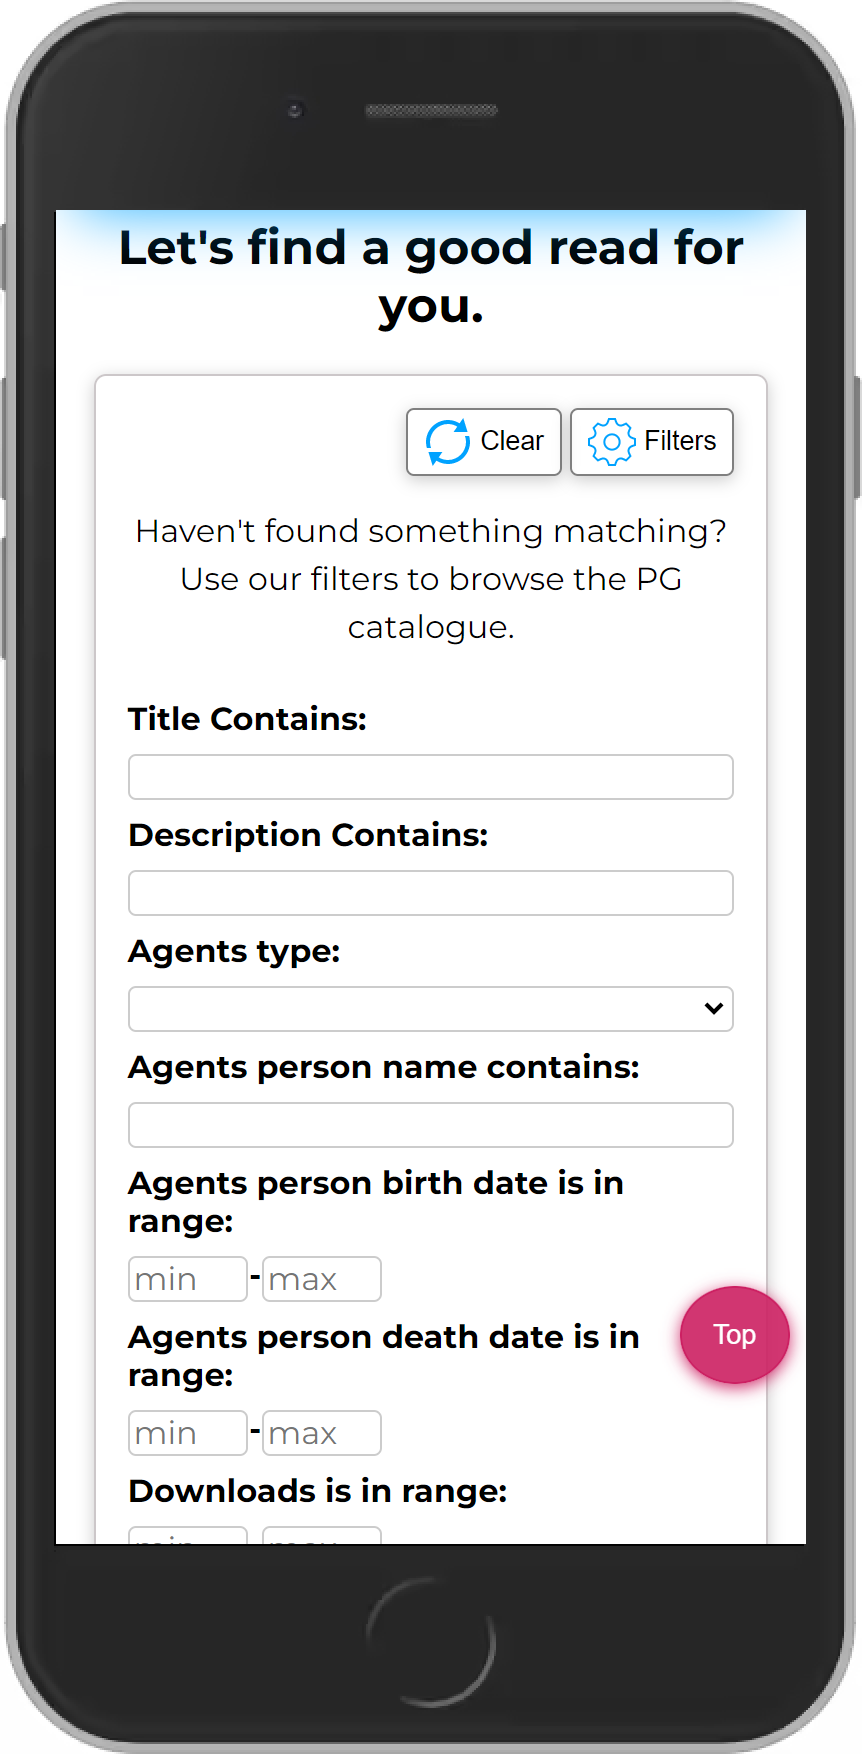 Let's find a good read for
you.
Clear
Filters
Haven't found something matching?
Use our filters to browse the PG
catalogue.
Title Contains:
Description Contains:
Agents type:
Agents person name contains:
Agents person birth date is in
range:
min - max
Agents person death date is in
range:
Top
min - max
Downloads is in range: